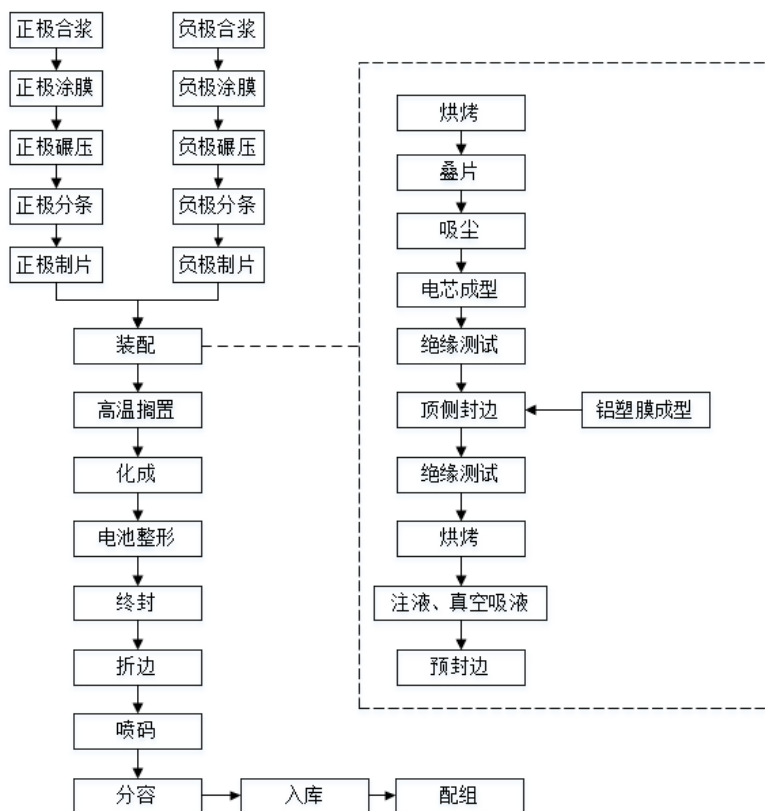 正极合浆
负极合浆
正极涂膜
负极涂膜
正极碾压
负极碾压
正极分条
负极分条
正极制片
负极制片
装配
高温搁置
化成
电池整形
终封
折边
喷码
分容
入库
配组
烘烤
叠片
吸尘
电芯成型
绝缘测试
顶侧封边
铝塑膜成型
绝缘测试
烘烤
注液、真空吸液
预封边